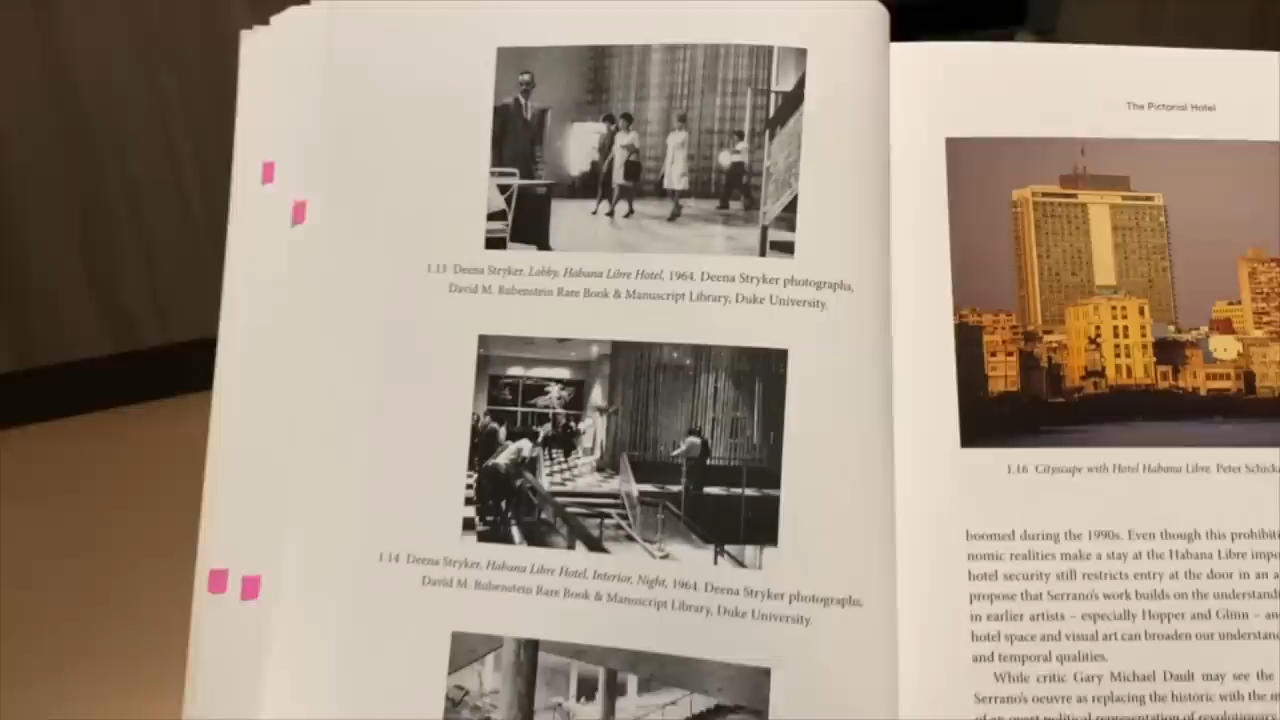 1.13 Deena Stryker, Lobby, Habana Libre Hotel, 1964. Deena Stryker photographs,
David M. Rubenstein Rare Book & Manuscript Library, Duke University.
1.14 Deena Stryker, Habana Libre Hotel, Interior, Night, 1964. Deena Stryker photographs,
David M. Rubenstein Rare Book & Manuscript Library, Duke University.
The Pictorial Hotel
1.16 Cityscape with Hotel Habana Libre. Peter
boomed during the 1990s. Even though this
nomic realities make a stay at the Habana Libre
hotel security still restricts entry at the door in an
propose that Serrano's work builds on the
in earlier artists – especially Hopper and Glinn –
hotel space and visual art can broaden our
and temporal qualities.
While critic Gary Michael Dault may see the
Serrano's oeuvre as replacing the historic with the